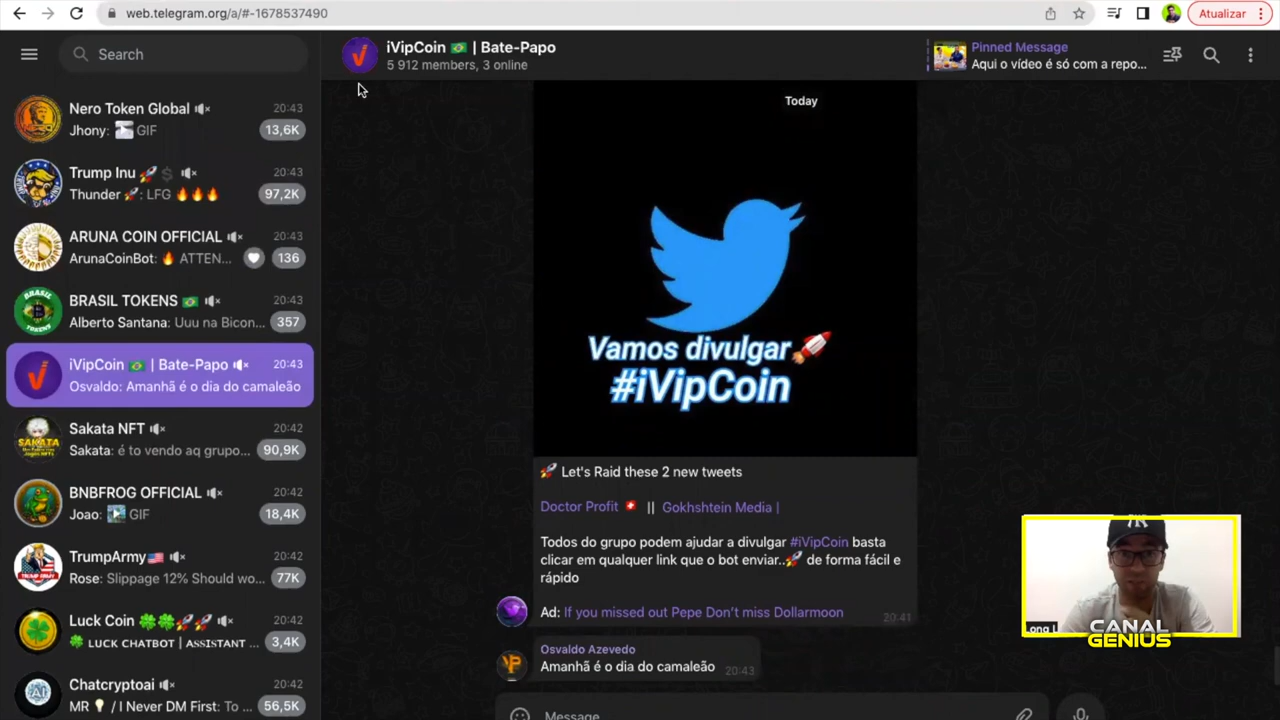 web.telegram.org/a/#-1678537490
Atualizar
Search
Nero Token Global 20:43
Jhony: GIF 13,6K
Trump Inu 🚀 $ 20:43
Thunder 🚀: LFG 🔥🔥🔥 97,2K
ARUNA COIN OFFICIAL 20:43
ArunaCoinBot: 🔥 ATTEN... 136
BRASIL TOKENS 🇧🇷 20:43
Alberto Santana: Uuu na Bicon... 357
iVipCoin 🇧🇷 | Bate-Papo 20:43
Osvaldo: Amanhã é o dia do camaleão
Sakata NFT 20:42
Sakata: é to vendo aq grupo... 90,9K
BNBFROG OFFICIAL 20:42
Joao: GIF 18,4K
TrumpArmy🇺🇸 20:42
Rose: Slippage 12% Should wo... 77K
Luck Coin 🍀🍀🚀🚀 20:42
🍀 LUCK CHATBOT | ASSISTANT ... 3,4K
Chatcryptoai 20:42
MR 💡 / I Never DM First: To ... 56,5K
iVipCoin 🇧🇷 | Bate-Papo
5 912 members, 3 online
Pinned Message
Aqui o vídeo é só com a repo...
Today
Vamos divulgar🚀
#iVipCoin
🚀 Let's Raid these 2 new tweets
Doctor Profit 🇨🇭 || Gokhshtein Media |
Todos do grupo podem ajudar a divulgar #iVipCoin basta
clicar em qualquer link que o bot enviar..🚀 de forma fácil e
rápido
Ad: If you missed out Pepe Don't miss Dollarmoon 20:41
Osvaldo Azevedo
Amanhã é o dia do camaleão 20:43
Message
CANAL
GENIUS